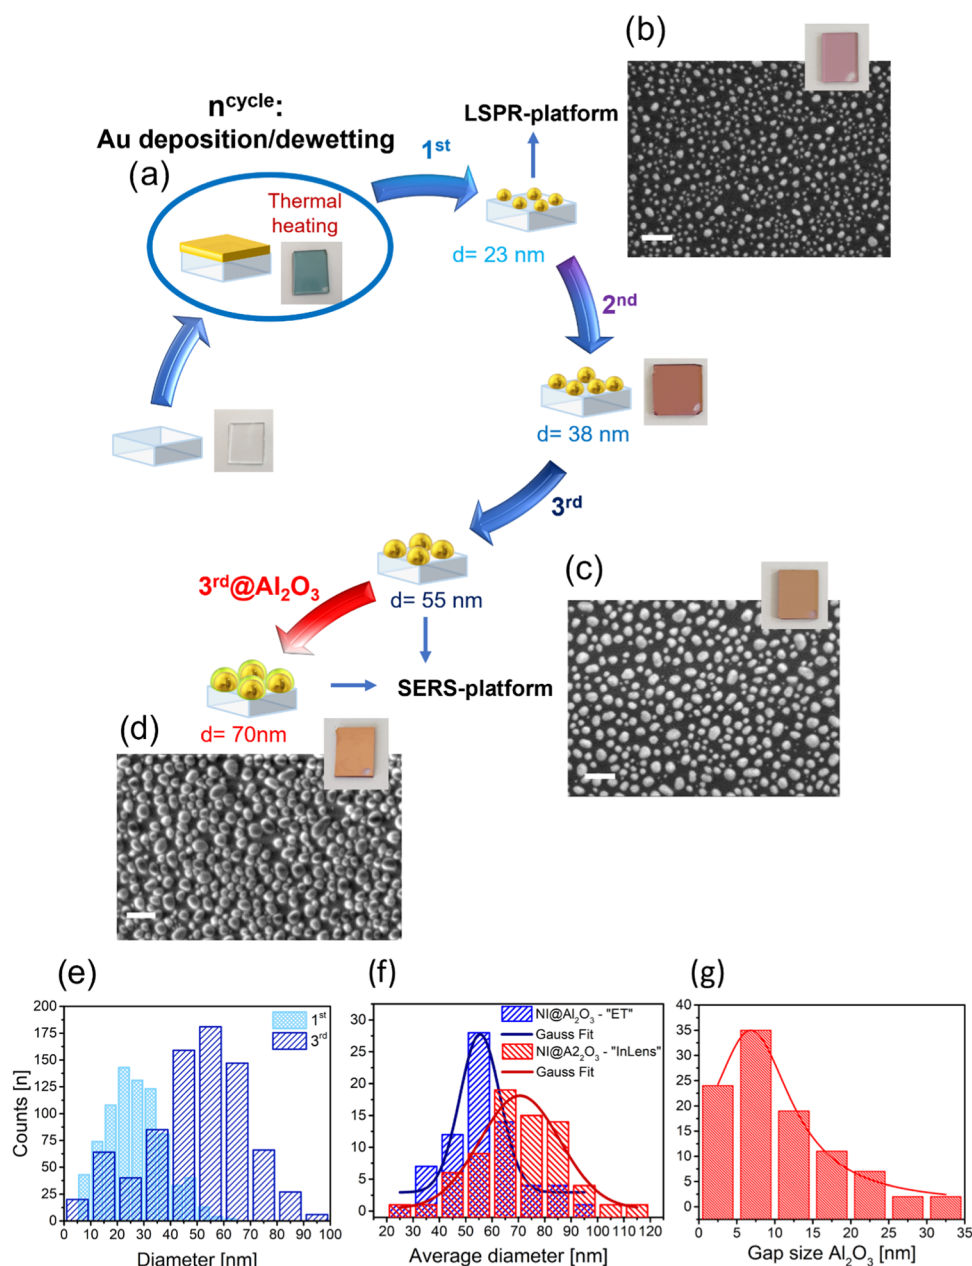 (b)
n^cycle:
Au deposition/dewetting
LSPR-platform
(a)
1st
Thermal
heating
d= 23 nm
2nd
d= 38 nm
3rd
(c)
3rd@Al₂O₃
d= 55 nm
SERS-platform
(d)
d= 70nm
(e)
200
175
150
125
100
75
50
25
0
Counts [n]
1st
3rd
0 10 20 30 40 50 60 70 80 90 100
Diameter [nm]
(f)
30
25
20
15
10
5
0
NI@Al₂O₃ - "ET"
Gauss Fit
NI@A2₂O₃ - "InLens"
Gauss Fit
20 30 40 50 60 70 80 90 100 110 120
Average diameter [nm]
(g)
40
35
30
25
20
15
10
5
0
0 5 10 15 20 25 30 35
Gap size Al₂O₃ [nm]